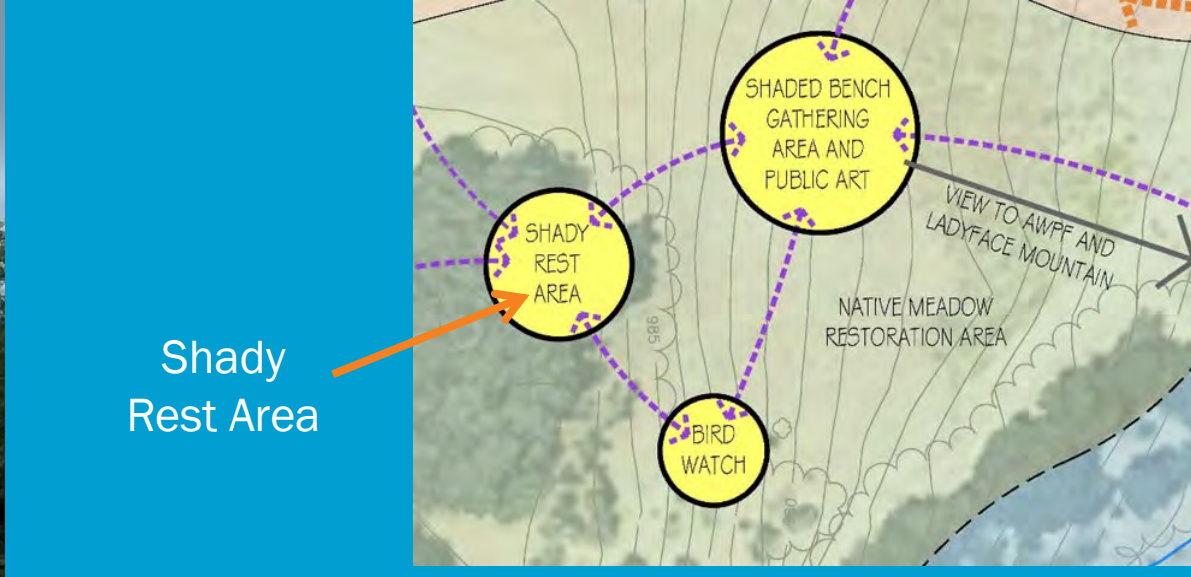 Shady
Rest Area
SHADED BENCH
GATHERING
AREA AND
PUBLIC ART
SHADY
REST
AREA
VIEW TO AWPF AND
LADYFACE MOUNTAIN
NATIVE MEADOW
RESTORATION AREA
985
BIRD
WATCH